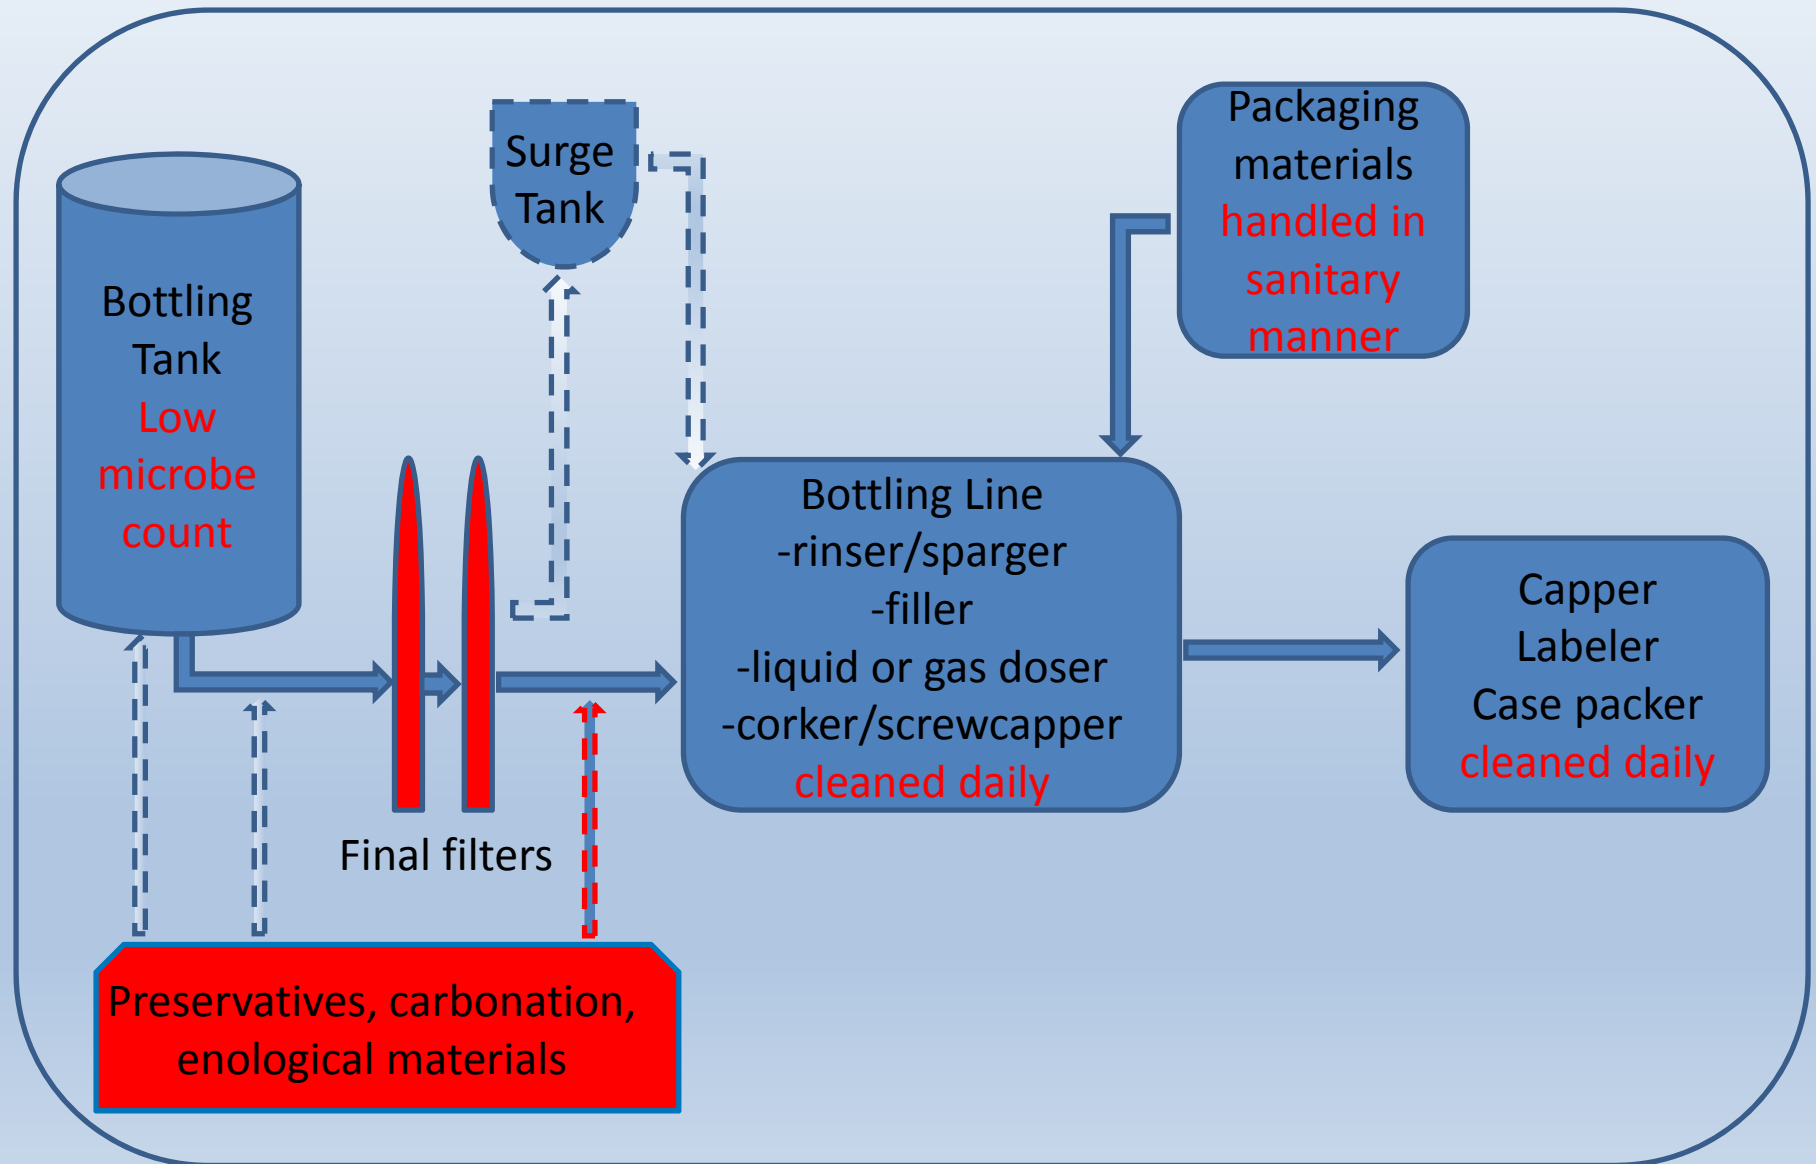 Bottling
Tank
Low
microbe
count
Surge
Tank
Packaging
materials
handled in
sanitary
manner
Final filters
Bottling Line
-rinser/sparger
-filler
-liquid or gas doser
-corker/screwcapper
cleaned daily
Capper
Labeler
Case packer
cleaned daily
Preservatives, carbonation,
enological materials